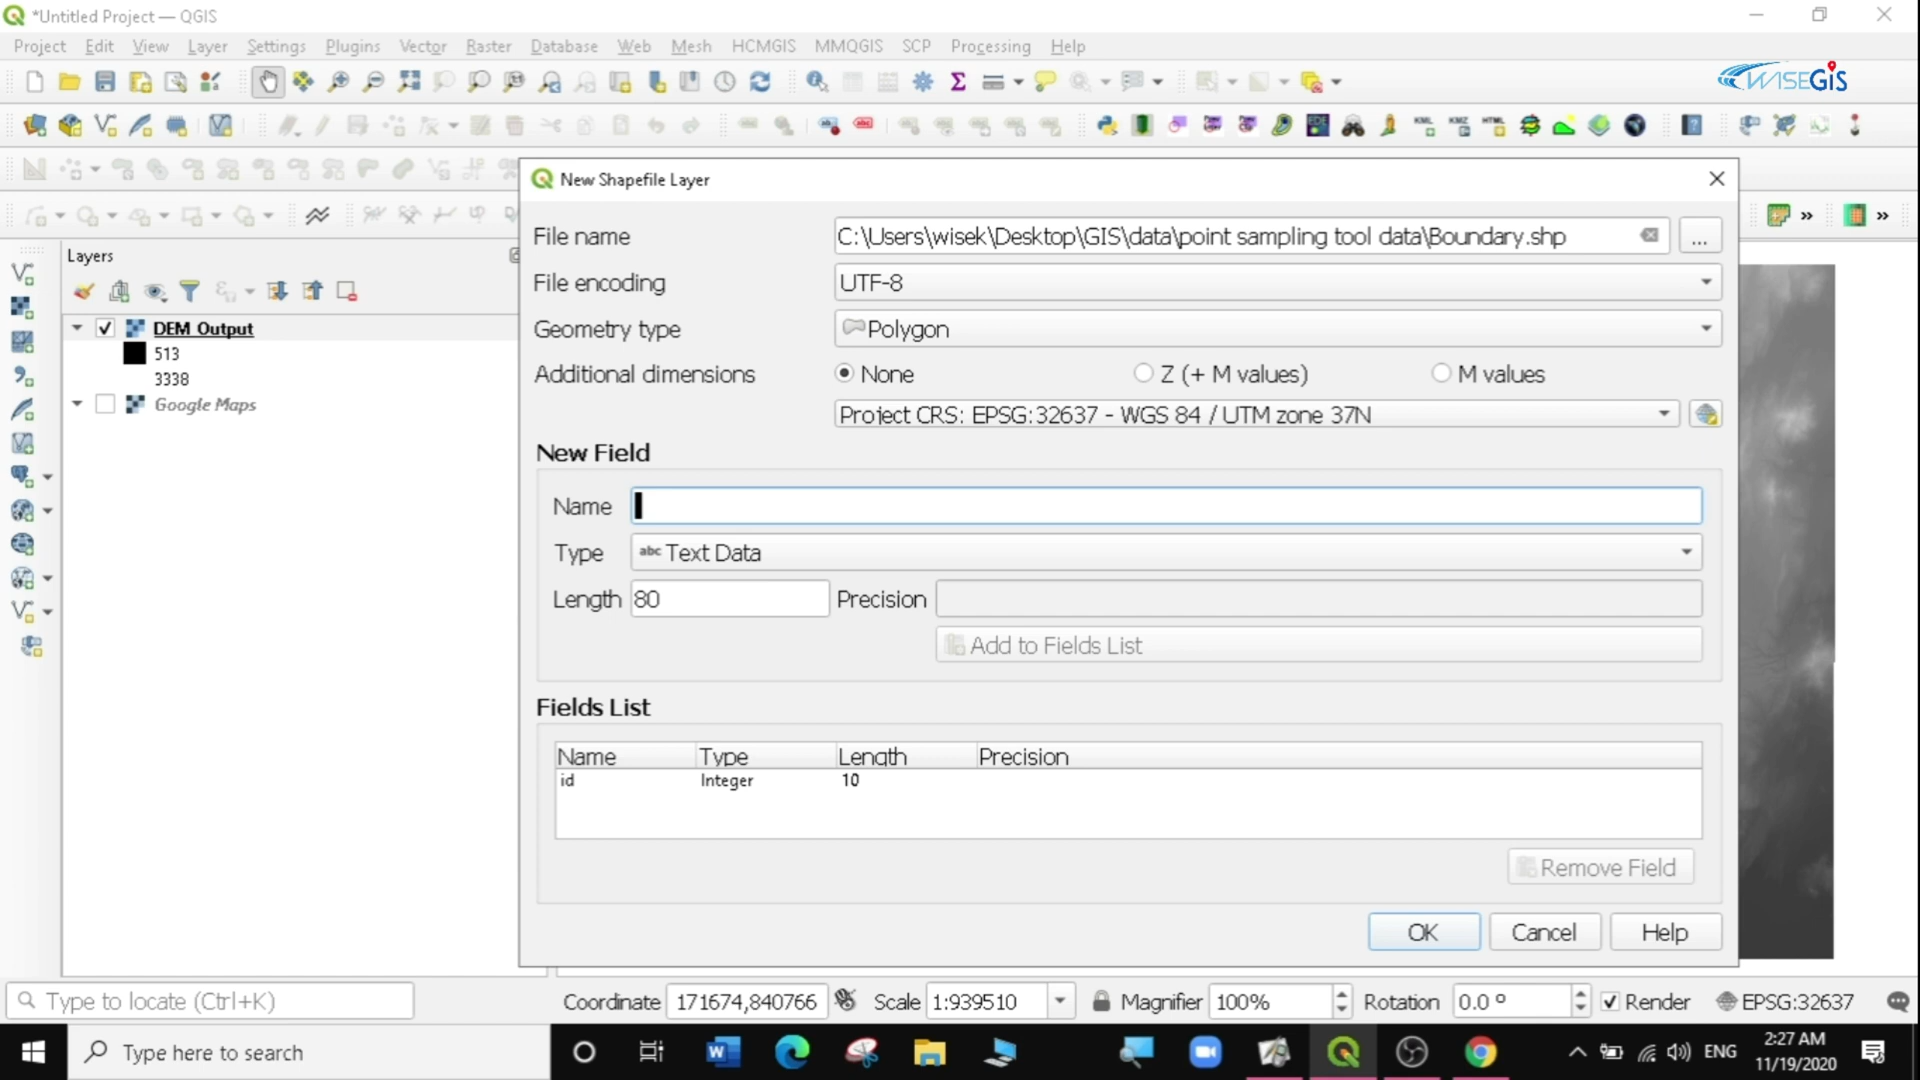 *Untitled Project — QGIS
Project Edit View Layer Settings Plugins Vector Raster Database Web Mesh HCMGIS MMQGIS SCP Processing Help
WISEGIS
New Shapefile Layer
File name C:\Users\wisek\Desktop\GIS\data\point sampling tool data\Boundary.shp ...
File encoding UTF-8
Geometry type Polygon
Additional dimensions None Z (+ M values) M values
Project CRS: EPSG:32637 - WGS 84 / UTM zone 37N
New Field
Name
Type abc Text Data
Length 80 Precision
Add to Fields List
Fields List
Name Type Length Precision
id Integer 10
Remove Field
OK Cancel Help
Layers
DEM_Output
513
3338
Google Maps
Type to locate (Ctrl+K) Coordinate 171674,840766 Scale 1:939510 Magnifier 100% Rotation 0.0 ° Render EPSG:32637
Type here to search
ENG
2:27 AM
11/19/2020